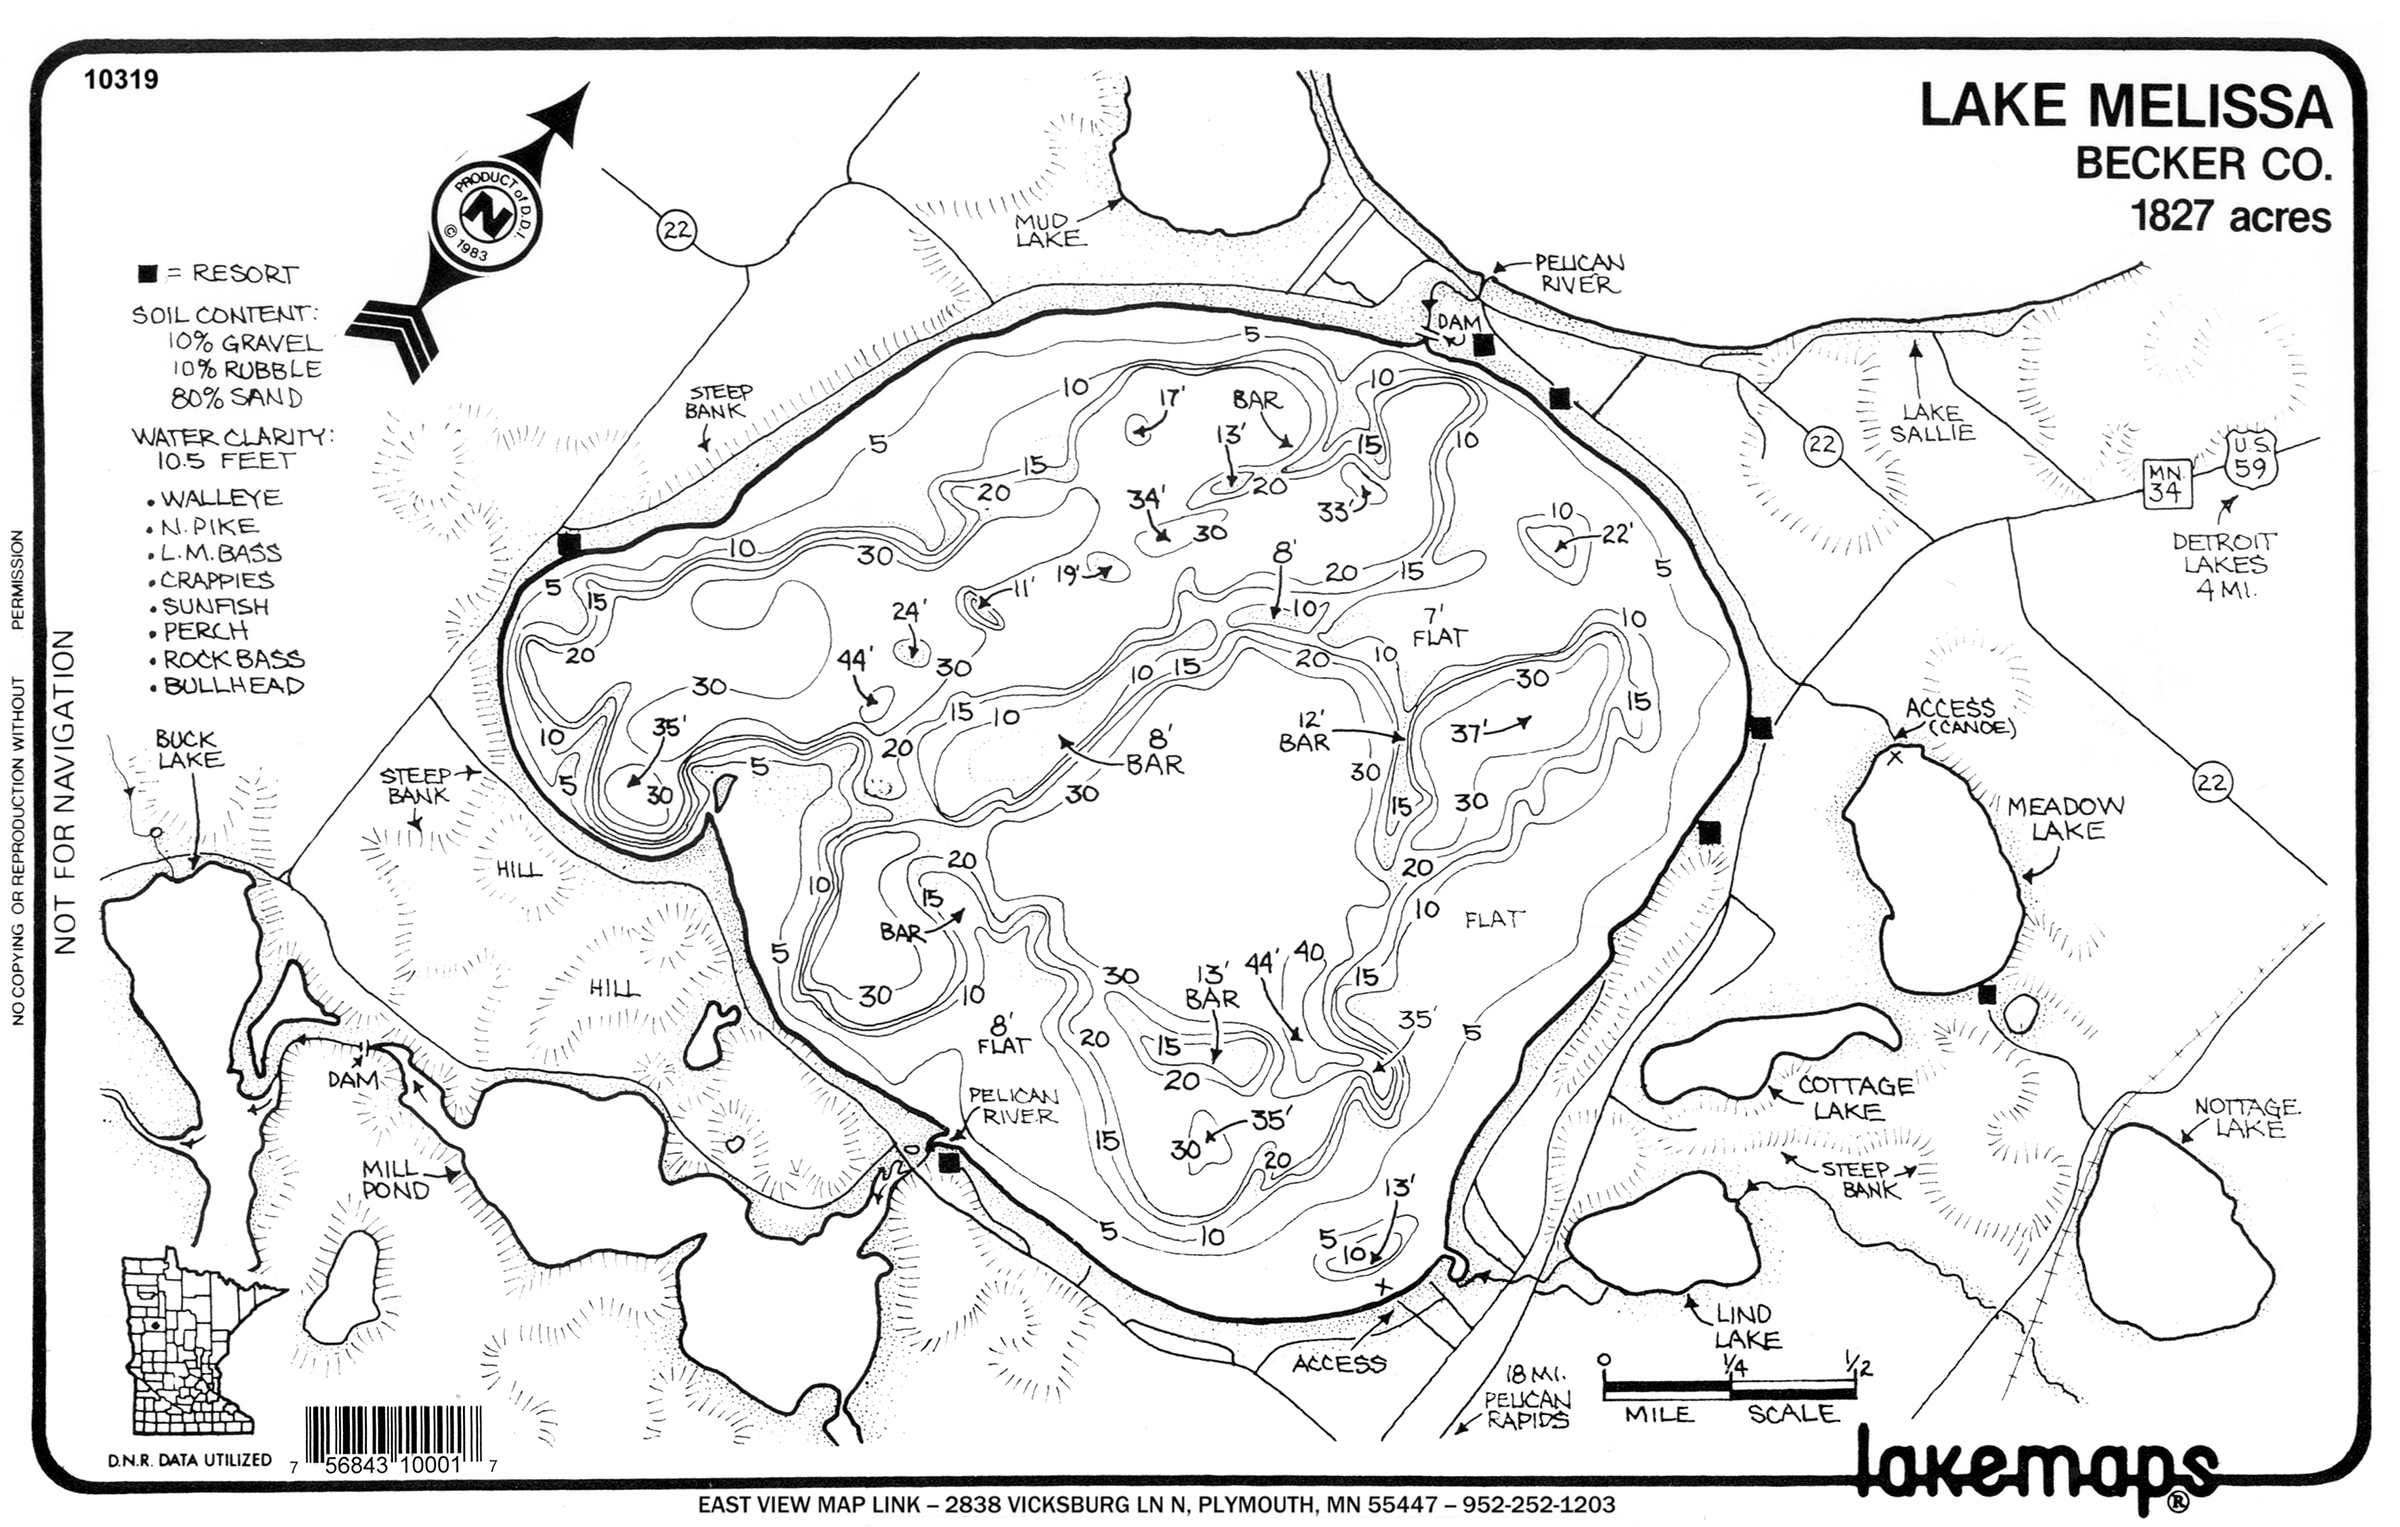 10319
LAKE MELISSA
BECKER CO.
1827 acres
PRODUCT of D.D.I.
N
© 1983
■ = RESORT
SOIL CONTENT:
10% GRAVEL
10% RUBBLE
80% SAND
WATER CLARITY:
10.5 FEET
• WALLEYE
• N. PIKE
• L.M. BASS
• CRAPPIES
• SUNFISH
• PERCH
• ROCK BASS
• BULLHEAD
NO COPYING OR REPRODUCTION WITHOUT PERMISSION
NOT FOR NAVIGATION
22
MUD
LAKE
PELICAN
RIVER
DAM
STEEP
BANK
LAKE
SALLIE
22
MN.
34
U.S.
59
DETROIT
LAKES
4 MI.
5
10
10
17'
BAR
5
13'
15
10
15
20
20
34'
33'
30
10
22'
10
30
19'
8'
20
15
5
5
15
11'
10
7'
FLAT
10
24'
20
44'
30
10
15
20
10
30
30
15
10
15
12'
BAR
37'
10
35'
8'
BAR
20
5
5
30
30
30
15
30
20
20
10
15
10
BAR
FLAT
5
30
10
30
13'
BAR
44'
40
15
8'
FLAT
20
15
20
35'
5
PELICAN
RIVER
15
30
35'
20
13'
5
10
5
10
ACCESS
BUCK
LAKE
STEEP
BANK
HILL
HILL
DAM
MILL
POND
ACCESS
(CANOE)
MEADOW
LAKE
22
COTTAGE
LAKE
NOTTAGE
LAKE
STEEP
BANK
LIND
LAKE
18 MI.
PELICAN
RAPIDS
0 1/4 1/2
MILE SCALE
D.N.R. DATA UTILIZED
7 56843 10001 7
lakemaps®
EAST VIEW MAP LINK – 2838 VICKSBURG LN N, PLYMOUTH, MN 55447 – 952-252-1203